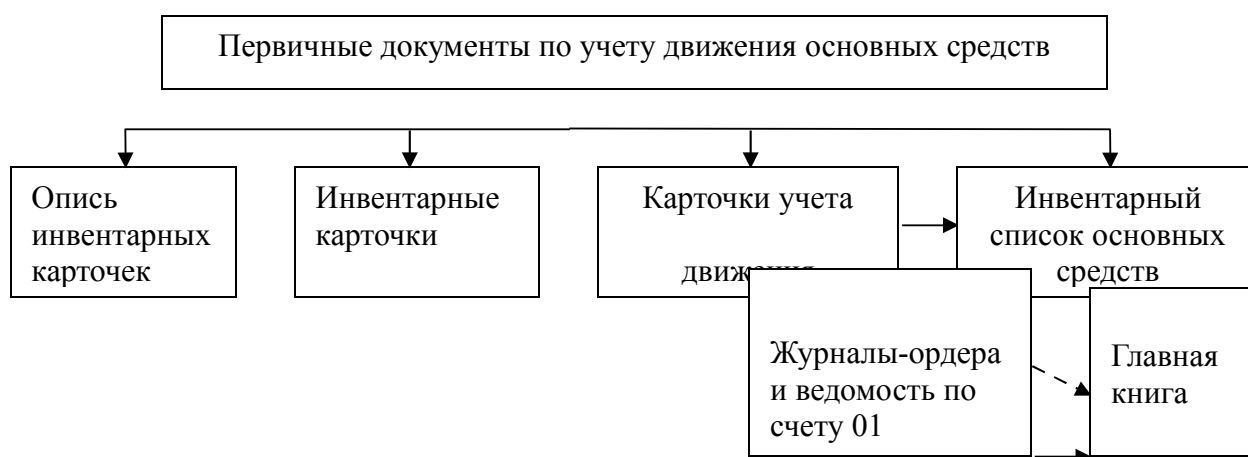 Первичные документы по учету движения основных средств
Опись
инвентарных
карточек
Инвентарные
карточки
Карточки учета
движения
Инвентарный
список основных
средств
Журналы-ордера
и ведомость по
счету 01
Главная
книга